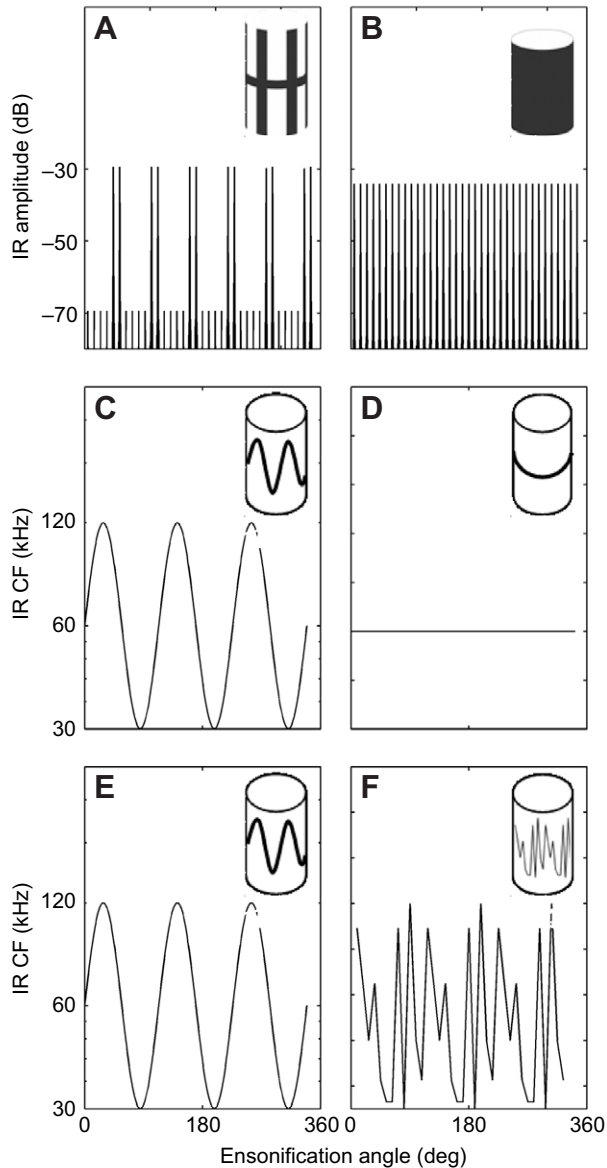 A
B
IR amplitude (dB)
−30
−50
−70
C
D
IR CF (kHz)
120
60
30
E
F
IR CF (kHz)
120
60
30
0
180
360
0
180
360
Ensonification angle (deg)